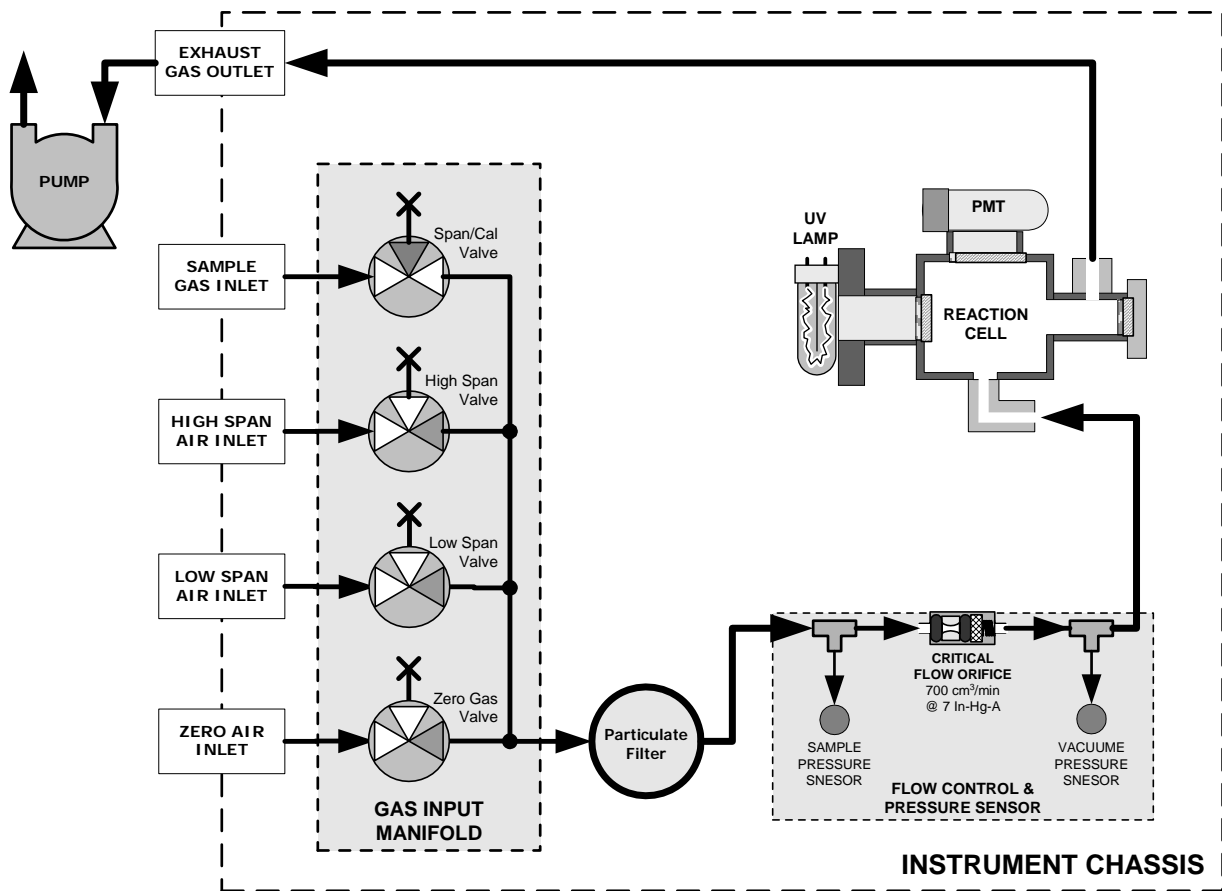 EXHAUST
GAS OUTLET
PUMP
Span/Cal
Valve
SAMPLE
GAS INLET
High Span
Valve
HIGH SPAN
AIR INLET
Low Span
Valve
LOW SPAN
AIR INLET
Zero Gas
Valve
ZERO AIR
INLET
GAS INPUT
MANIFOLD
Particulate
Filter
UV
LAMP
PMT
REACTION
CELL
CRITICAL
FLOW ORIFICE
700 cm³/min
@ 7 In-Hg-A
SAMPLE
PRESSURE
SNESOR
VACUUME
PRESSURE
SNESOR
FLOW CONTROL &
PRESSURE SENSOR
INSTRUMENT CHASSIS